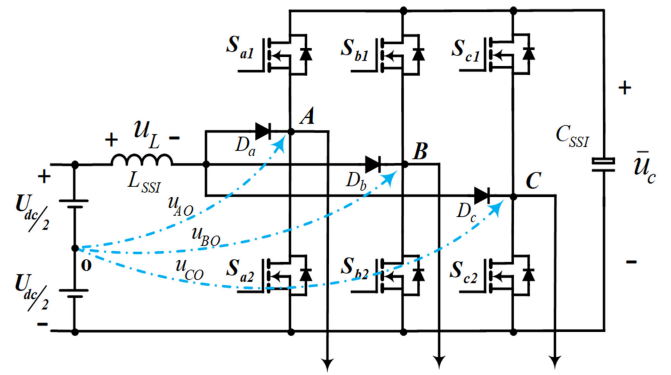 S_a1
S_b1
S_c1
+
C_SSI
ū_c
-
+ u_L -
L_SSI
D_a
A
D_b
B
D_c
C
+
U_dc/2
o
U_dc/2
-
u_AO
u_BO
u_CO
S_a2
S_b2
S_c2